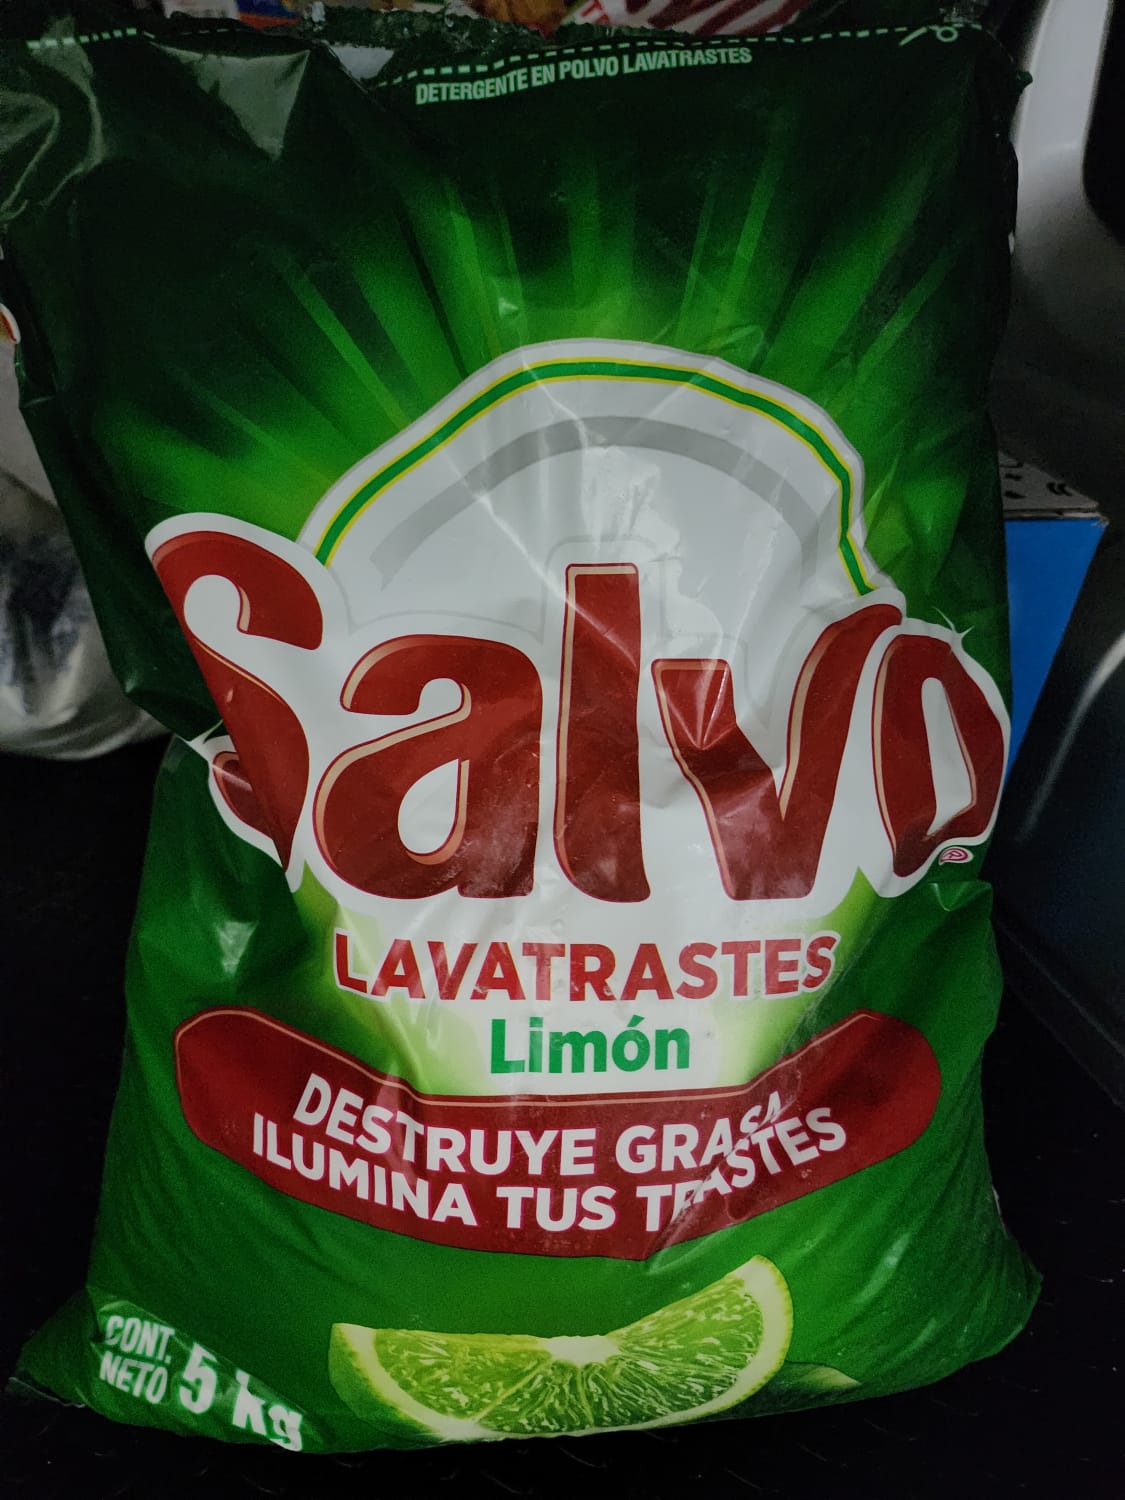 DETERGENTE EN POLVO LAVATRASTES
Salvo
LAVATRASTES
Limón
DESTRUYE GRASA
ILUMINA TUS TRASTES
CONT.
NETO 5 kg